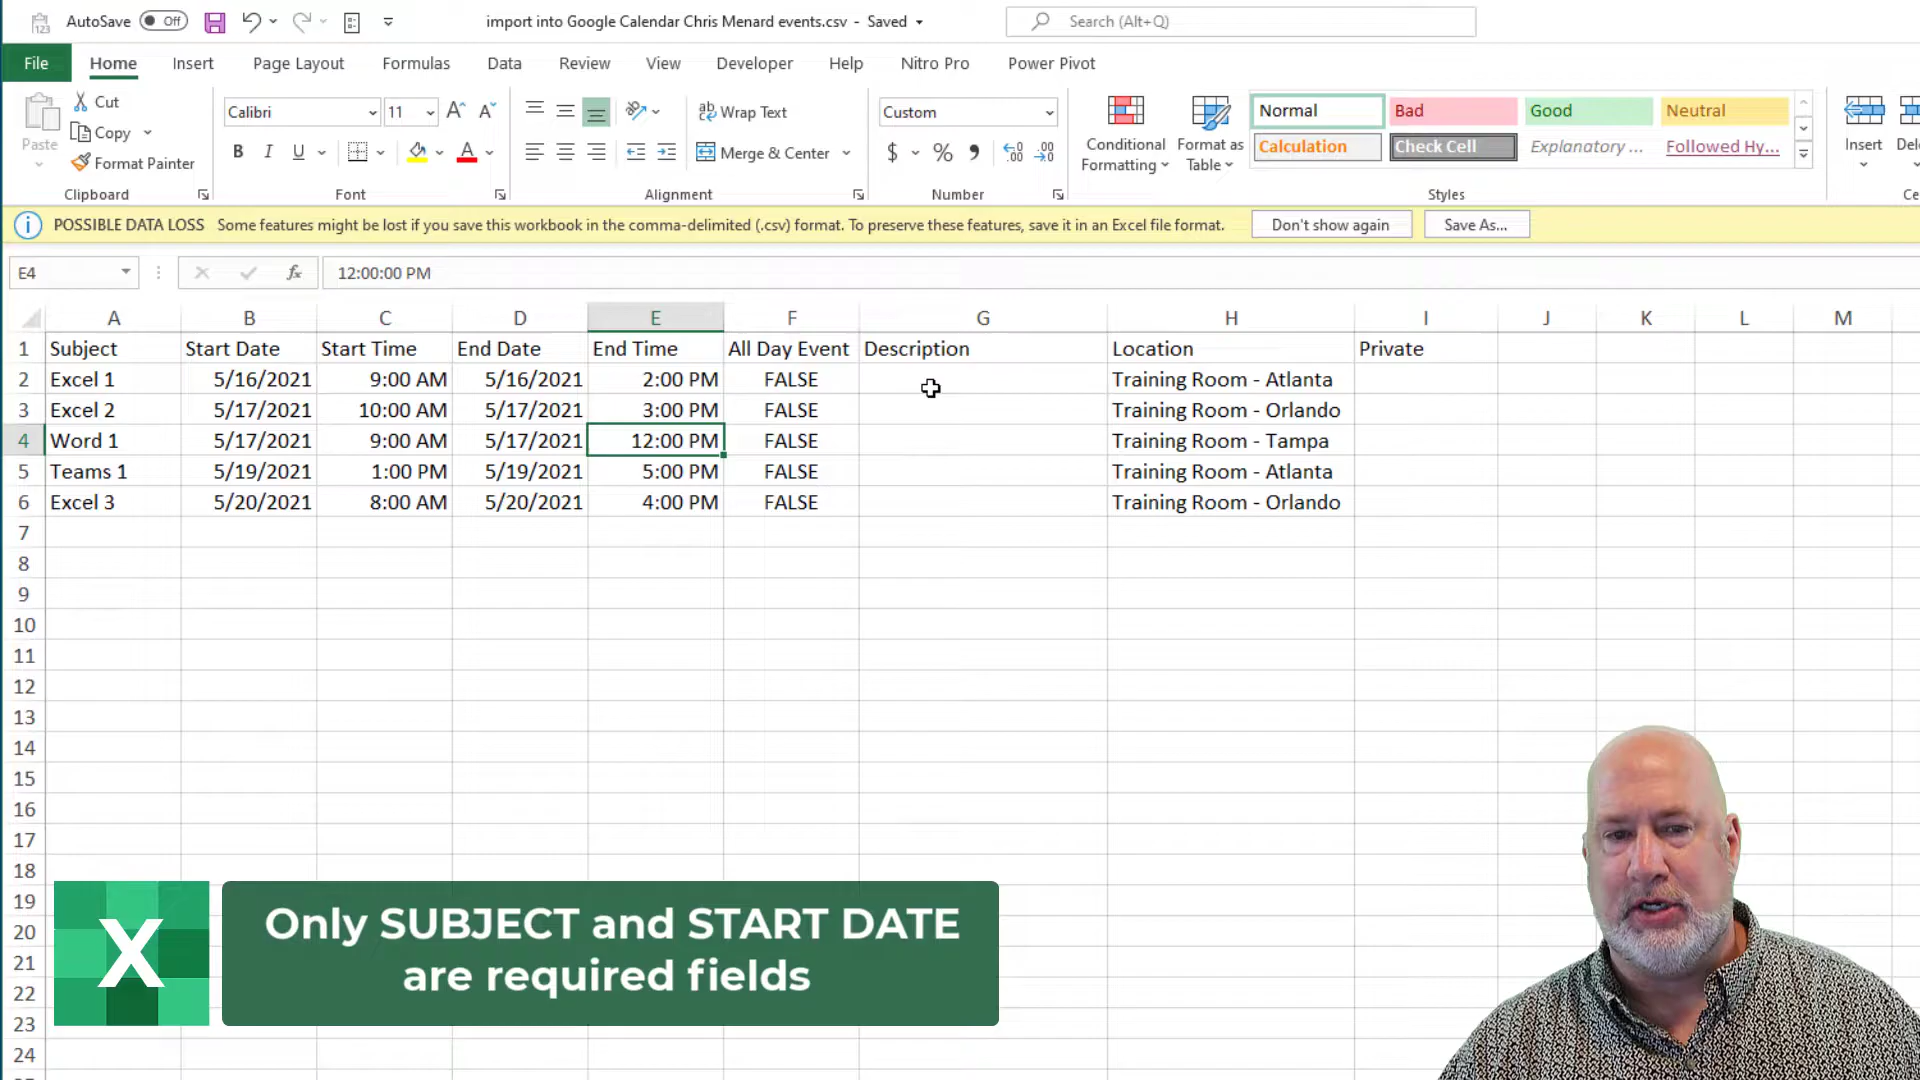 AutoSave Off import into Google Calendar Chris Menard events.csv - Saved Search (Alt+Q)
File Home Insert Page Layout Formulas Data Review View Developer Help Nitro Pro Power Pivot
Paste
Cut
Copy
Format Painter
Clipboard
Calibri 11
B I U
Font
Wrap Text
Merge & Center
Alignment
Custom
$ % ,
Number
Conditional Formatting
Format as Table
Normal Bad Good Neutral
Calculation Check Cell Explanatory ... Followed Hy...
Styles
Insert
POSSIBLE DATA LOSS Some features might be lost if you save this workbook in the comma-delimited (.csv) format. To preserve these features, save it in an Excel file format. Don't show again Save As...
E4 fx 12:00:00 PM
A B C D E F G H I J K L M
1 Subject Start Date Start Time End Date End Time All Day Event Description Location Private
2 Excel 1 5/16/2021 9:00 AM 5/16/2021 2:00 PM FALSE Training Room - Atlanta
3 Excel 2 5/17/2021 10:00 AM 5/17/2021 3:00 PM FALSE Training Room - Orlando
4 Word 1 5/17/2021 9:00 AM 5/17/2021 12:00 PM FALSE Training Room - Tampa
5 Teams 1 5/19/2021 1:00 PM 5/19/2021 5:00 PM FALSE Training Room - Atlanta
6 Excel 3 5/20/2021 8:00 AM 5/20/2021 4:00 PM FALSE Training Room - Orlando
7
8
9
10
11
12
13
14
15
16
17
18
19
20
21
22
23
24
X
Only SUBJECT and START DATE
are required fields